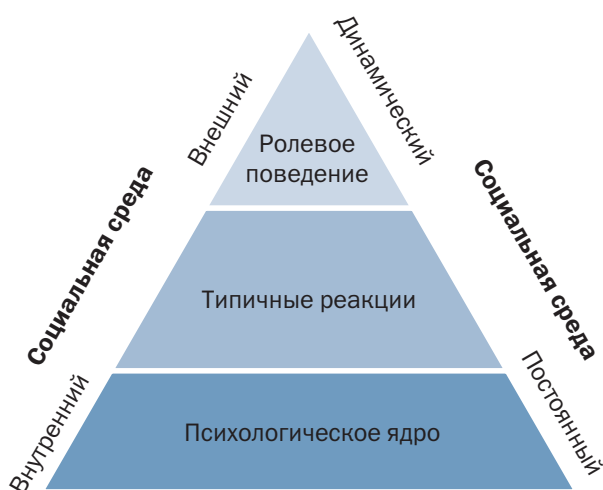 Динамический
Внешний
Ролевое
поведение
Социальная среда
Социальная среда
Типичные реакции
Внутренний
Постоянный
Психологическое ядро